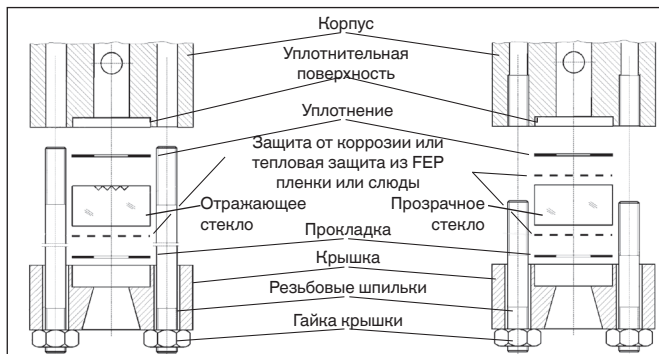 Корпус
Уплотнительная
поверхность
Уплотнение
Защита от коррозии или
тепловая защита из FEP
пленки или слюды
Отражающее
стекло
Прозрачное
стекло
Прокладка
Крышка
Резьбовые шпильки
Гайка крышки